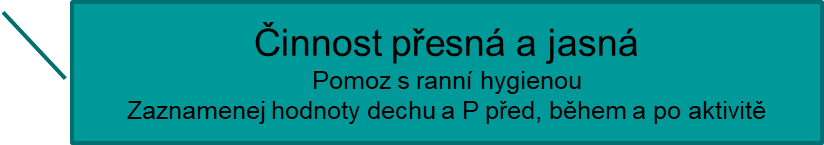 Činnost přesná a jasná
Pomoz s ranní hygienou
Zaznamenej hodnoty dechu a P před, během a po aktivitě